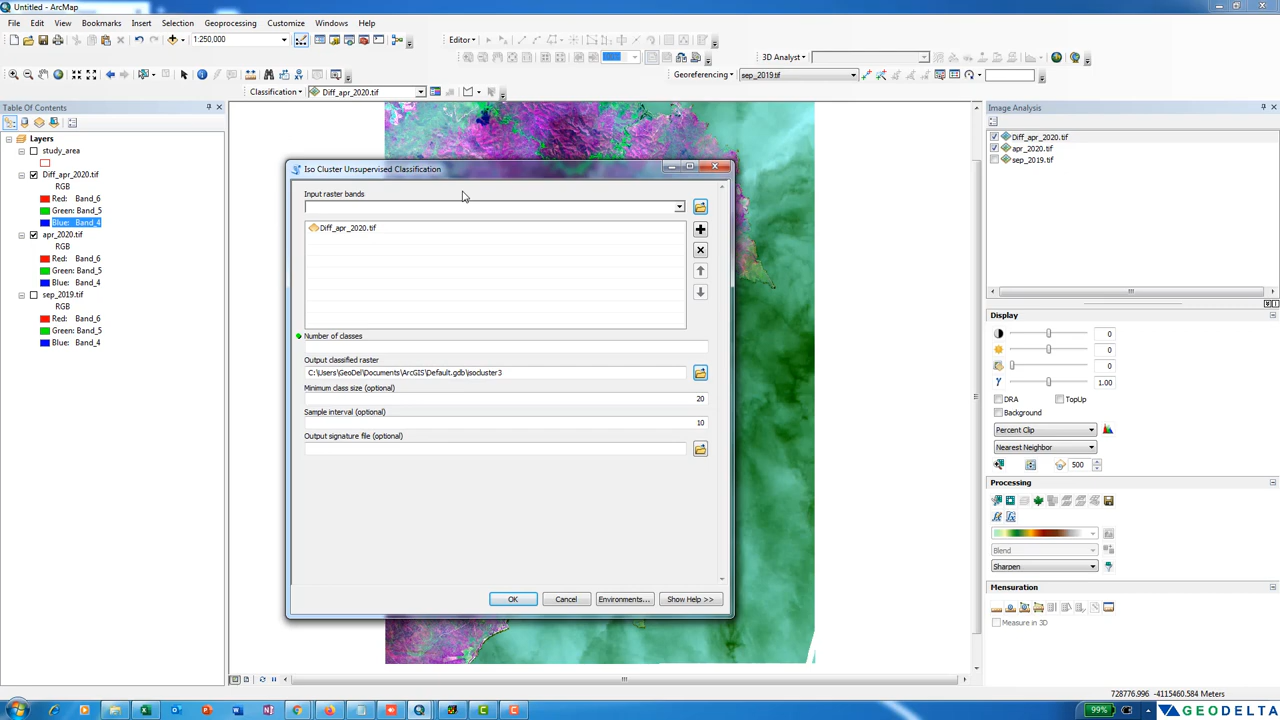 Untitled - ArcMap
File Edit View Bookmarks Insert Selection Geoprocessing Customize Windows Help
1:250,000
Editor
3D Analyst
Georeferencing sep_2019.tif
Classification Diff_apr_2020.tif
Table Of Contents
Layers
study_area
Diff_apr_2020.tif
RGB
Red: Band_6
Green: Band_5
Blue: Band_4
apr_2020.tif
RGB
Red: Band_6
Green: Band_5
Blue: Band_4
sep_2019.tif
RGB
Red: Band_6
Green: Band_5
Blue: Band_4
Iso Cluster Unsupervised Classification
Input raster bands
Diff_apr_2020.tif
Number of classes
Output classified raster
C:\Users\GeoDel\Documents\ArcGIS\Default.gdb\isocluster3
Minimum class size (optional)
20
Sample interval (optional)
10
Output signature file (optional)
OK Cancel Environments... Show Help >>
Image Analysis
Diff_apr_2020.tif
apr_2020.tif
sep_2019.tif
Display
0
0
0
γ 1.00
DRA TopUp
Background
Percent Clip
Nearest Neighbor
500
Processing
Blend
Sharpen
Mensuration
Measure in 3D
728776.996 -4115460.584 Meters
99%
GEODELTA